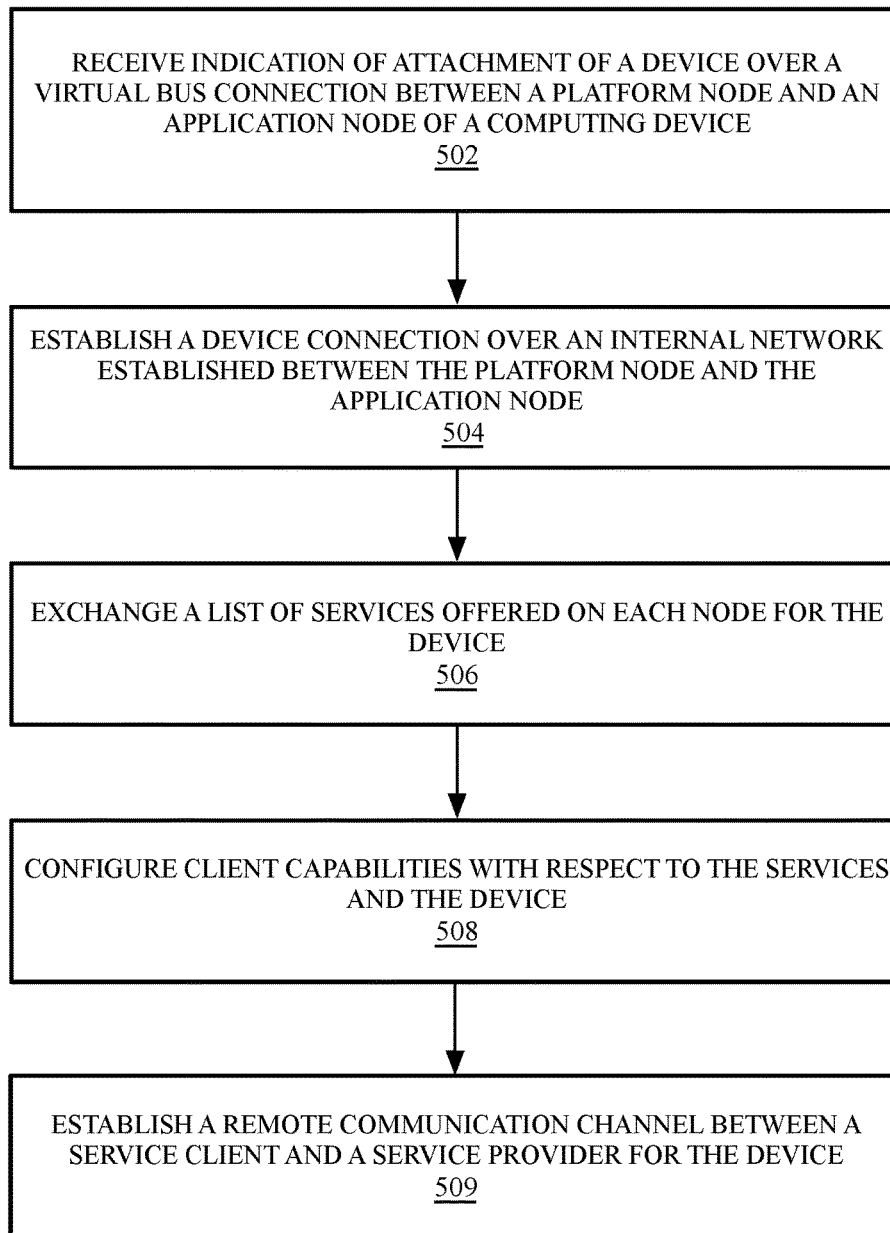 RECEIVE INDICATION OF ATTACHMENT OF A DEVICE OVER A
VIRTUAL BUS CONNECTION BETWEEN A PLATFORM NODE AND AN
APPLICATION NODE OF A COMPUTING DEVICE
502
ESTABLISH A DEVICE CONNECTION OVER AN INTERNAL NETWORK
ESTABLISHED BETWEEN THE PLATFORM NODE AND THE
APPLICATION NODE
504
EXCHANGE A LIST OF SERVICES OFFERED ON EACH NODE FOR THE
DEVICE
506
CONFIGURE CLIENT CAPABILITIES WITH RESPECT TO THE SERVICES
AND THE DEVICE
508
ESTABLISH A REMOTE COMMUNICATION CHANNEL BETWEEN A
SERVICE CLIENT AND A SERVICE PROVIDER FOR THE DEVICE
509